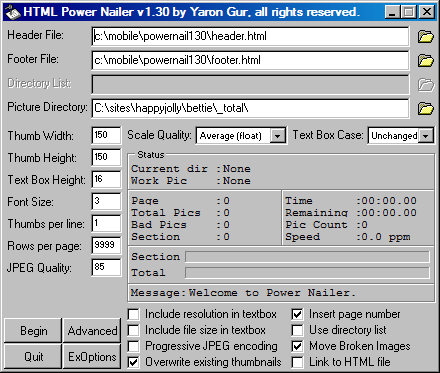 HTML Power Nailer v1.30 by Yaron Gur, all rights reserved.
Header File: c:\mobile\powernail130\header.html
Footer File: c:\mobile\powernail130\footer.html
Directory List:
Picture Directory: C:\sites\happyjolly\bettie\_total\
Thumb Width: 150 Scale Quality: Average (float) Text Box Case: Unchanged
Thumb Height: 150
Text Box Height: 16
Font Size: 3
Thumbs per line: 1
Rows per page: 9999
JPEG Quality: 85
Status
Current dir :None
Work Pic :None
Page :0 Time :00:00.00
Total Pics :0 Remaining :00:00.00
Bad Pics :0 Pic Count :0
Section :0 Speed :0.0 ppm
Section
Total
Message:Welcome to Power Nailer.
Include resolution in textbox Insert page number
Include file size in textbox Use directory list
Progressive JPEG encoding Move Broken Images
Overwrite existing thumbnails Link to HTML file
Begin Advanced
Quit ExOptions